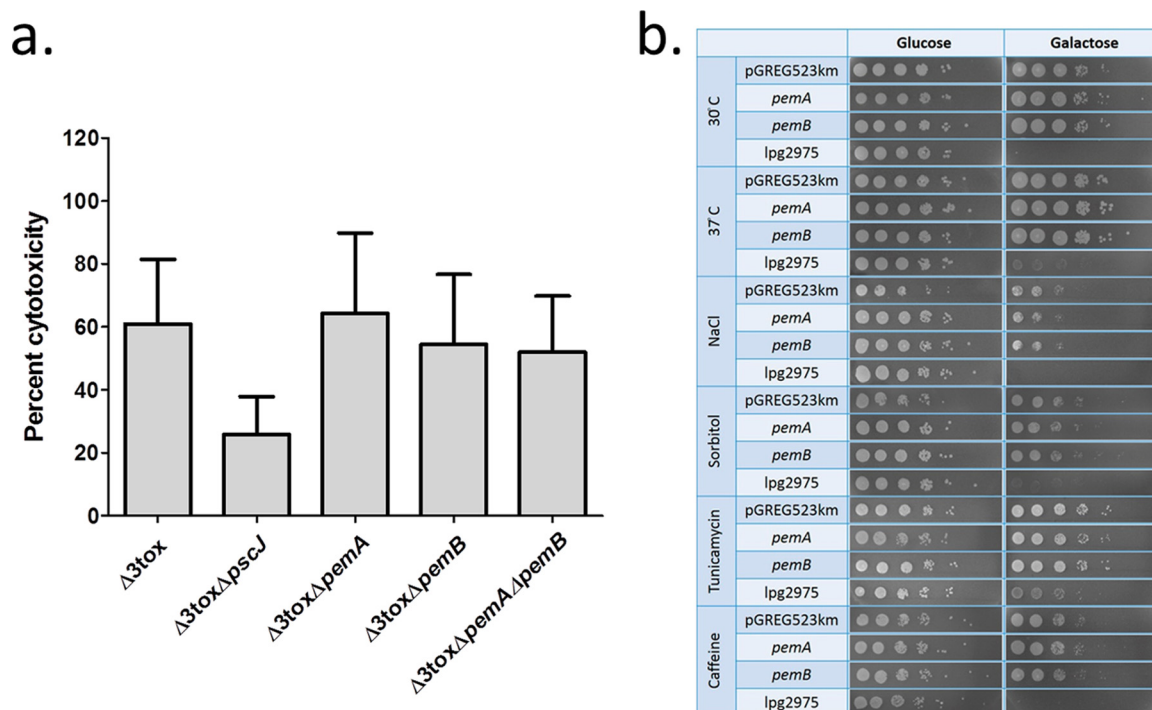 a.
Percent cytotoxicity
120
100
80
60
40
20
0
Δ3tox
Δ3toxΔpscJ
Δ3toxΔpemA
Δ3toxΔpemB
Δ3toxΔpemAΔpemB
b.
Glucose Galactose
30°C
pGREG523km
pemA
pemB
lpg2975
37°C
pGREG523km
pemA
pemB
lpg2975
NaCl
pGREG523km
pemA
pemB
lpg2975
Sorbitol
pGREG523km
pemA
pemB
lpg2975
Tunicamycin
pGREG523km
pemA
pemB
lpg2975
Caffeine
pGREG523km
pemA
pemB
lpg2975